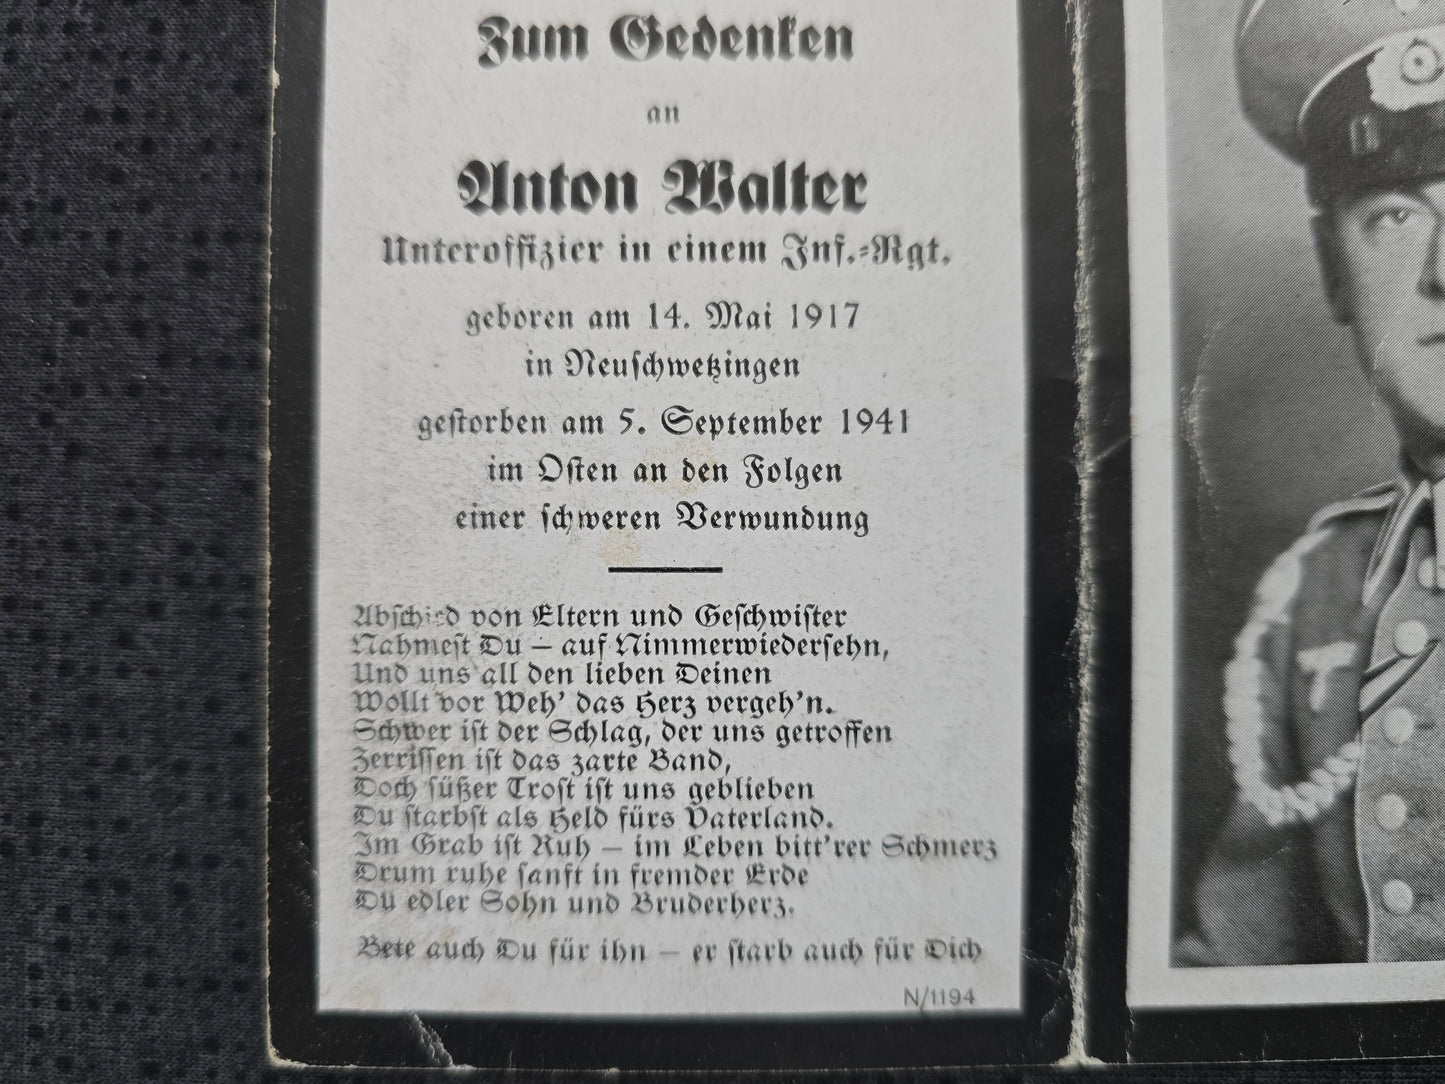 Zum Gedenken
an
Anton Walter
Unteroffizier in einem Inf.=Rgt.
geboren am 14. Mai 1917
in Neuschwetzingen
gestorben am 5. September 1941
im Osten an den Folgen
einer schweren Verwundung
Abschied von Eltern und Geschwister
Nahmest Du – auf Nimmerwiedersehn,
Und uns all den lieben Deinen
Wollt vor Weh' das Herz vergeh'n.
Schwer ist der Schlag, der uns getroffen
Zerrissen ist das zarte Band,
Doch süßer Trost ist uns geblieben
Du starbst als Held fürs Vaterland.
Im Grab ist Ruh – im Leben bitt'rer Schmerz
Drum ruhe sanft in fremder Erde
Du edler Sohn und Bruderherz.
Bete auch Du für ihn – er starb auch für Dich
N/1194